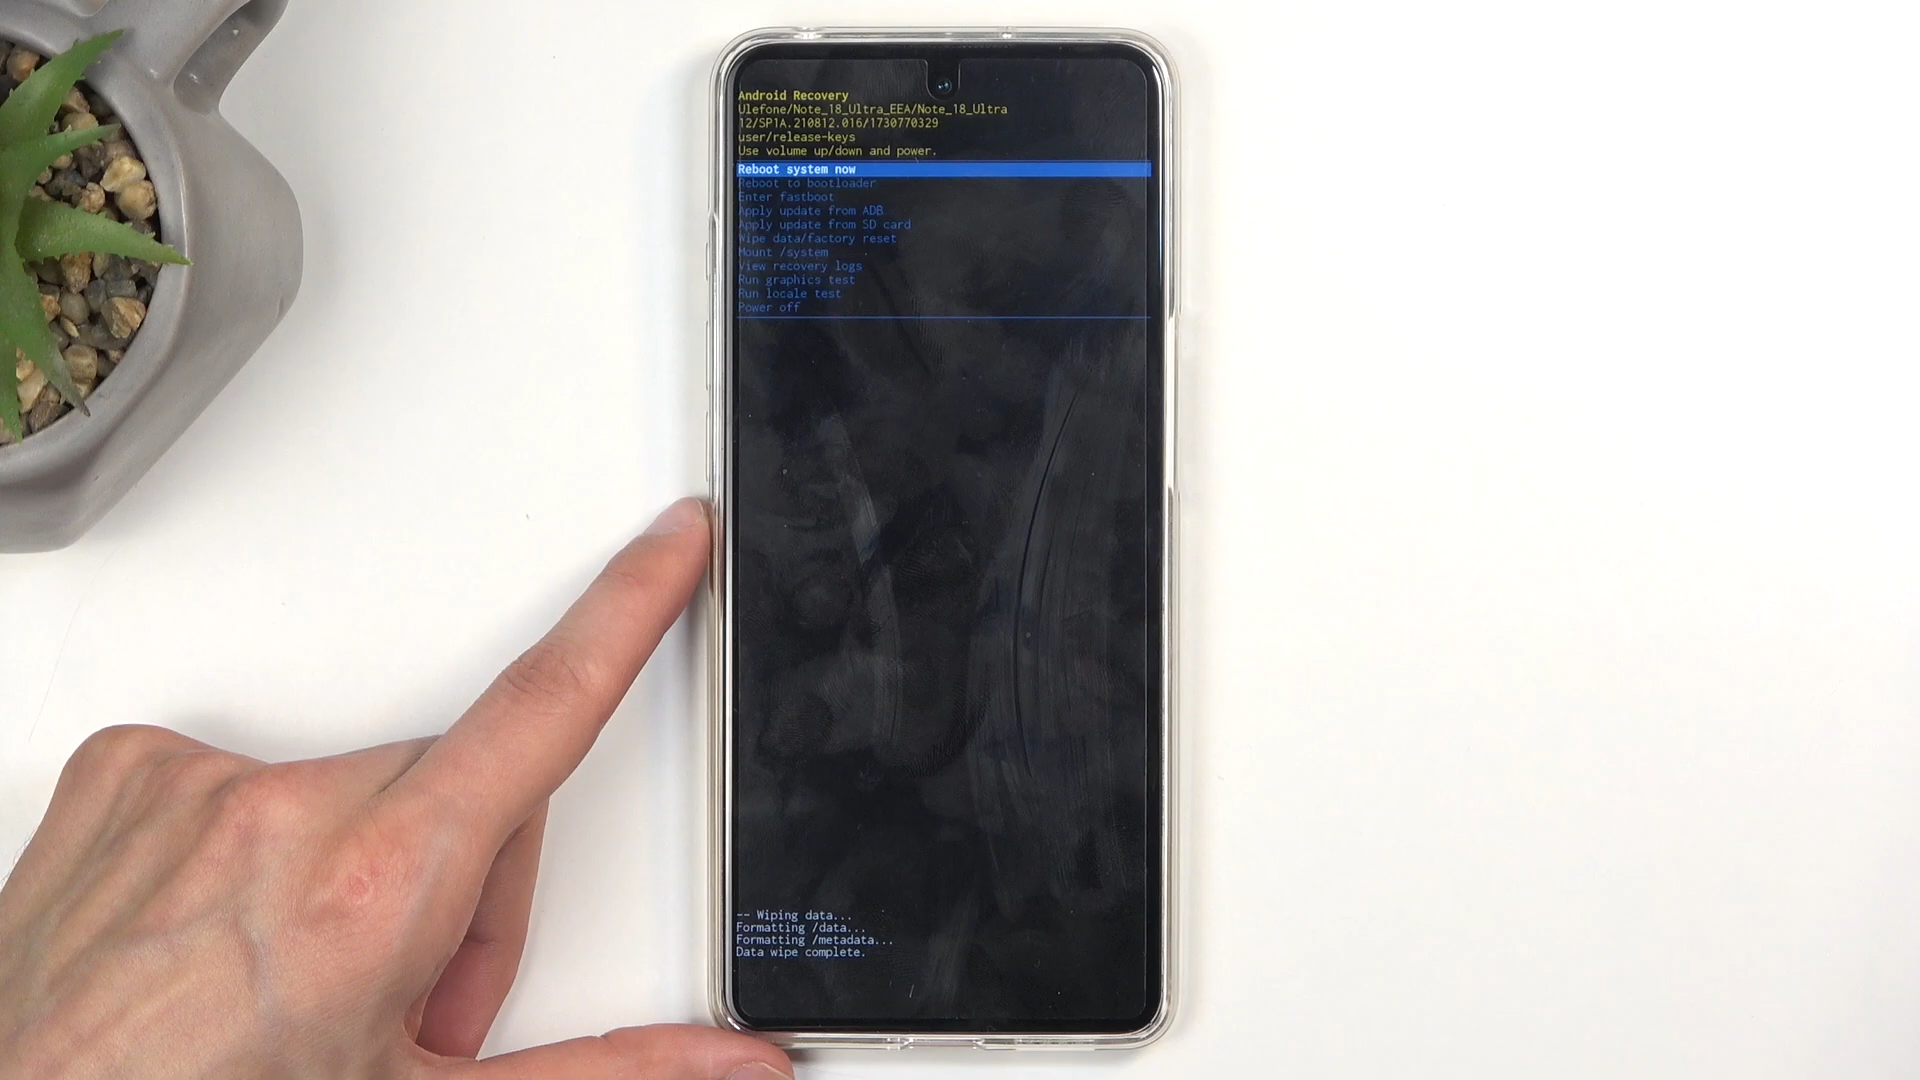 Android Recovery
Ulefone/Note_18_Ultra_EEA/Note_18_Ultra
12/SP1A.210812.016/1730770329
user/release-keys
Use volume up/down and power.
Reboot system now
Reboot to bootloader
Enter fastboot
Apply update from ADB
Apply update from SD card
Wipe data/factory reset
Mount /system
View recovery logs
Run graphics test
Run locale test
Power off
-- Wiping data...
Formatting /data...
Formatting /metadata...
Data wipe complete.